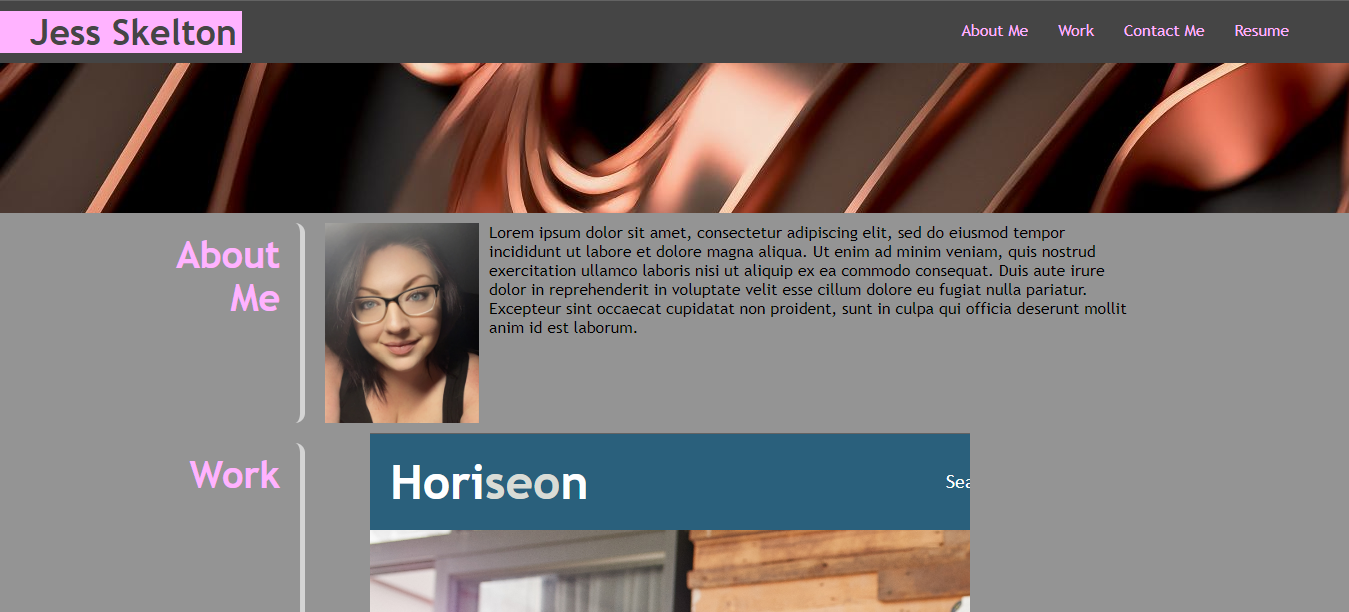 Jess Skelton
About Me Work Contact Me Resume
About
Me
Lorem ipsum dolor sit amet, consectetur adipiscing elit, sed do eiusmod tempor
incididunt ut labore et dolore magna aliqua. Ut enim ad minim veniam, quis nostrud
exercitation ullamco laboris nisi ut aliquip ex ea commodo consequat. Duis aute irure
dolor in reprehenderit in voluptate velit esse cillum dolore eu fugiat nulla pariatur.
Excepteur sint occaecat cupidatat non proident, sunt in culpa qui officia deserunt mollit
anim id est laborum.
Work
Horiseon
Sea